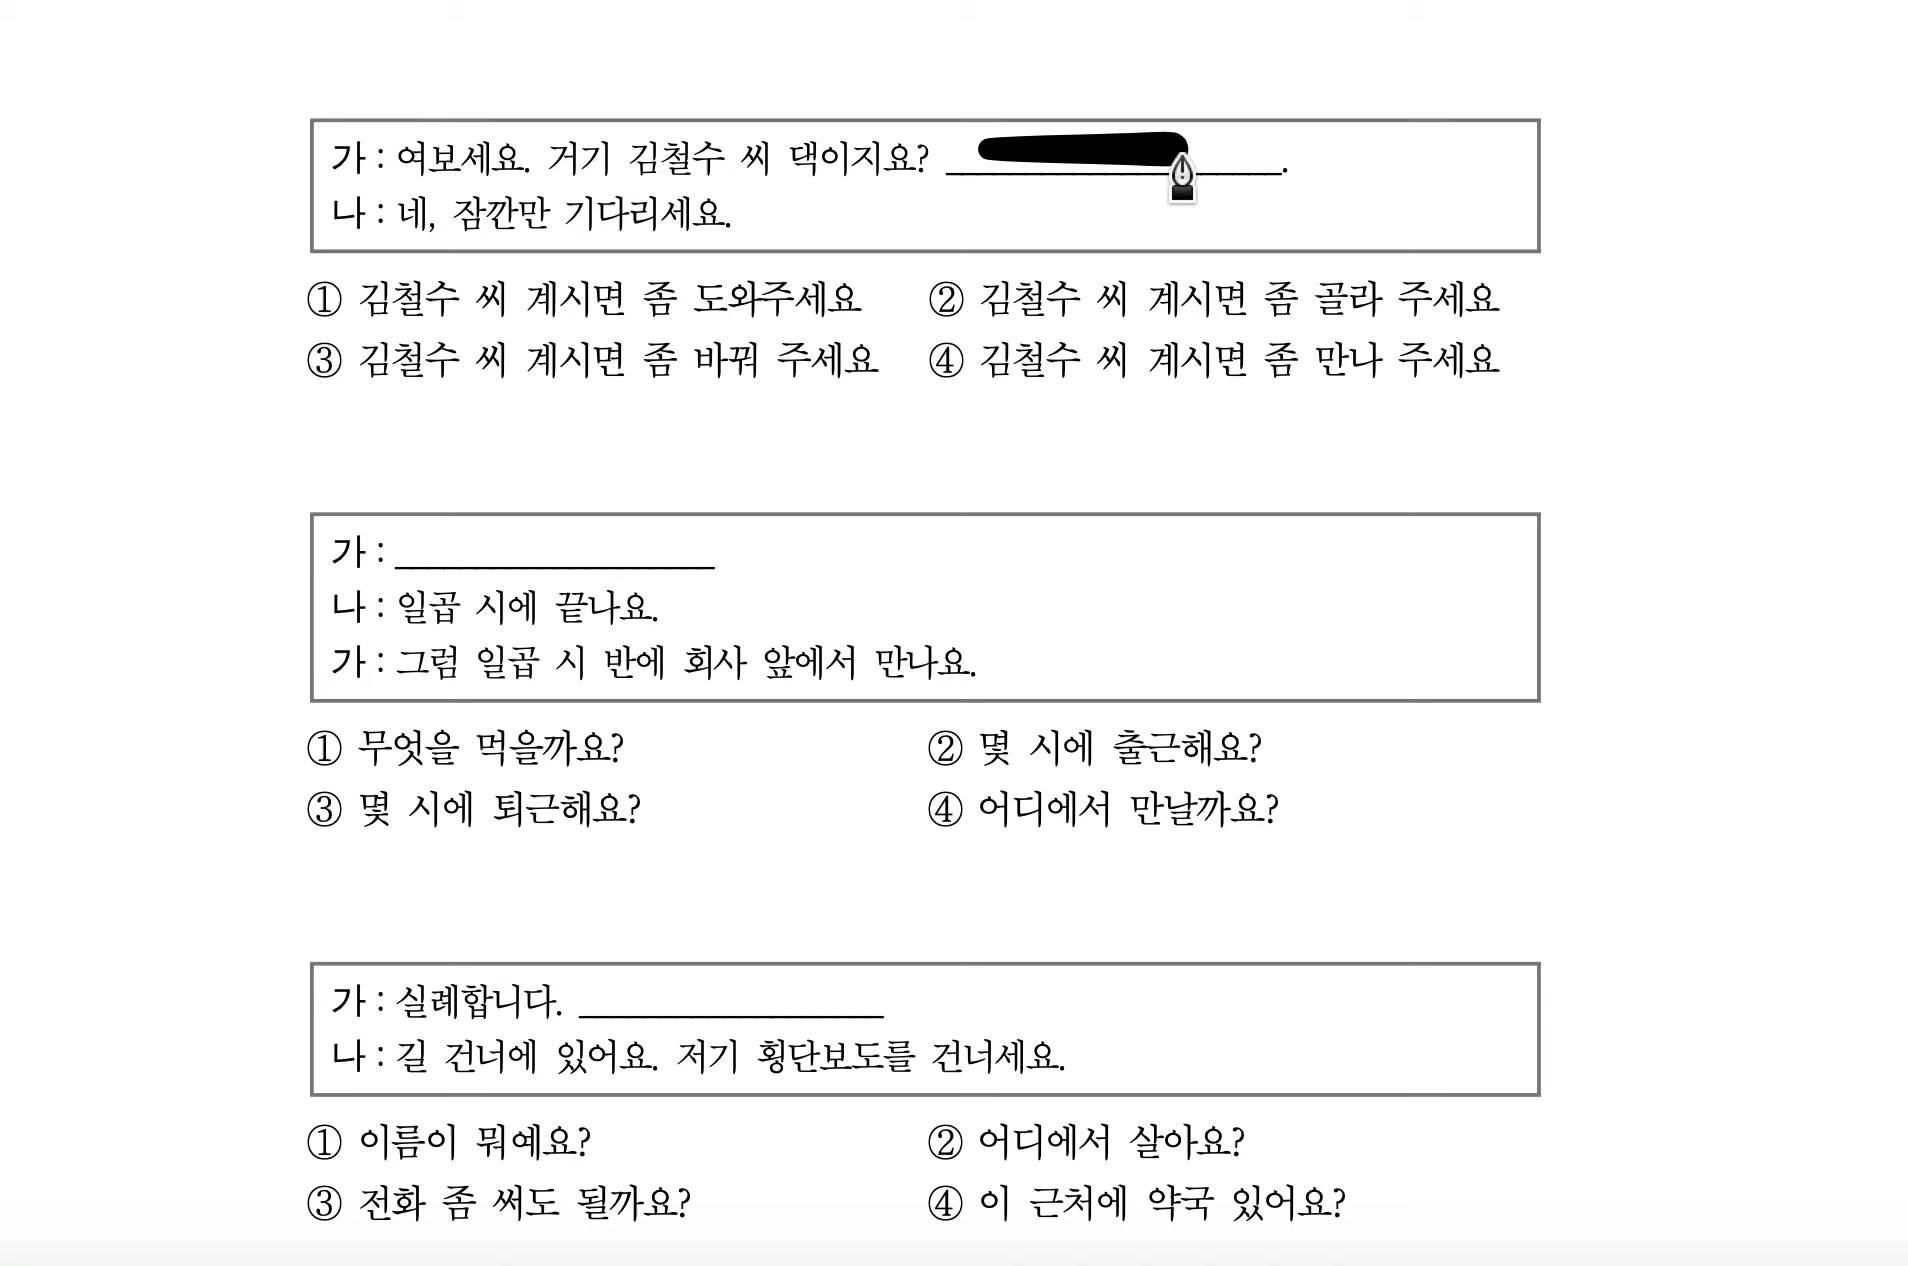 가 : 여보세요. 거기 김철수 씨 댁이지요? ____________________.
나 : 네, 잠깐만 기다리세요.
① 김철수 씨 계시면 좀 도와주세요 ② 김철수 씨 계시면 좀 골라 주세요
③ 김철수 씨 계시면 좀 바꿔 주세요 ④ 김철수 씨 계시면 좀 만나 주세요
가 : ___________________
나 : 일곱 시에 끝나요.
가 : 그럼 일곱 시 반에 회사 앞에서 만나요.
① 무엇을 먹을까요? ② 몇 시에 출근해요?
③ 몇 시에 퇴근해요? ④ 어디에서 만날까요?
가 : 실례합니다. __________________
나 : 길 건너에 있어요. 저기 횡단보도를 건너세요.
① 이름이 뭐예요? ② 어디에서 살아요?
③ 전화 좀 써도 될까요? ④ 이 근처에 약국 있어요?